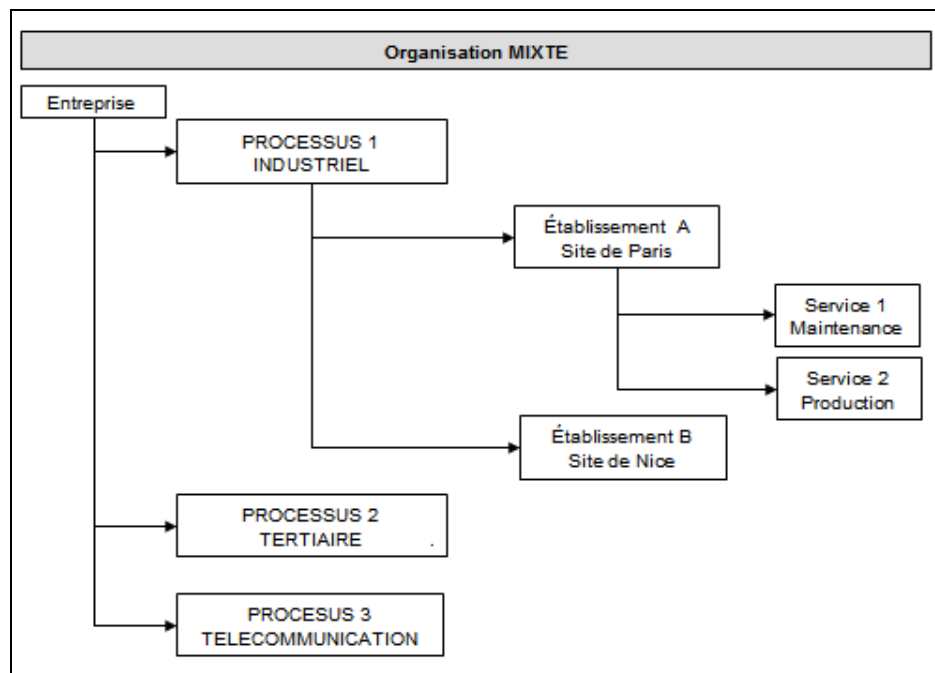 Organisation MIXTE
Entreprise
PROCESSUS 1
INDUSTRIEL
Établissement A
Site de Paris
Service 1
Maintenance
Service 2
Production
Établissement B
Site de Nice
PROCESSUS 2
TERTIAIRE .
PROCESUS 3
TELECOMMUNICATION